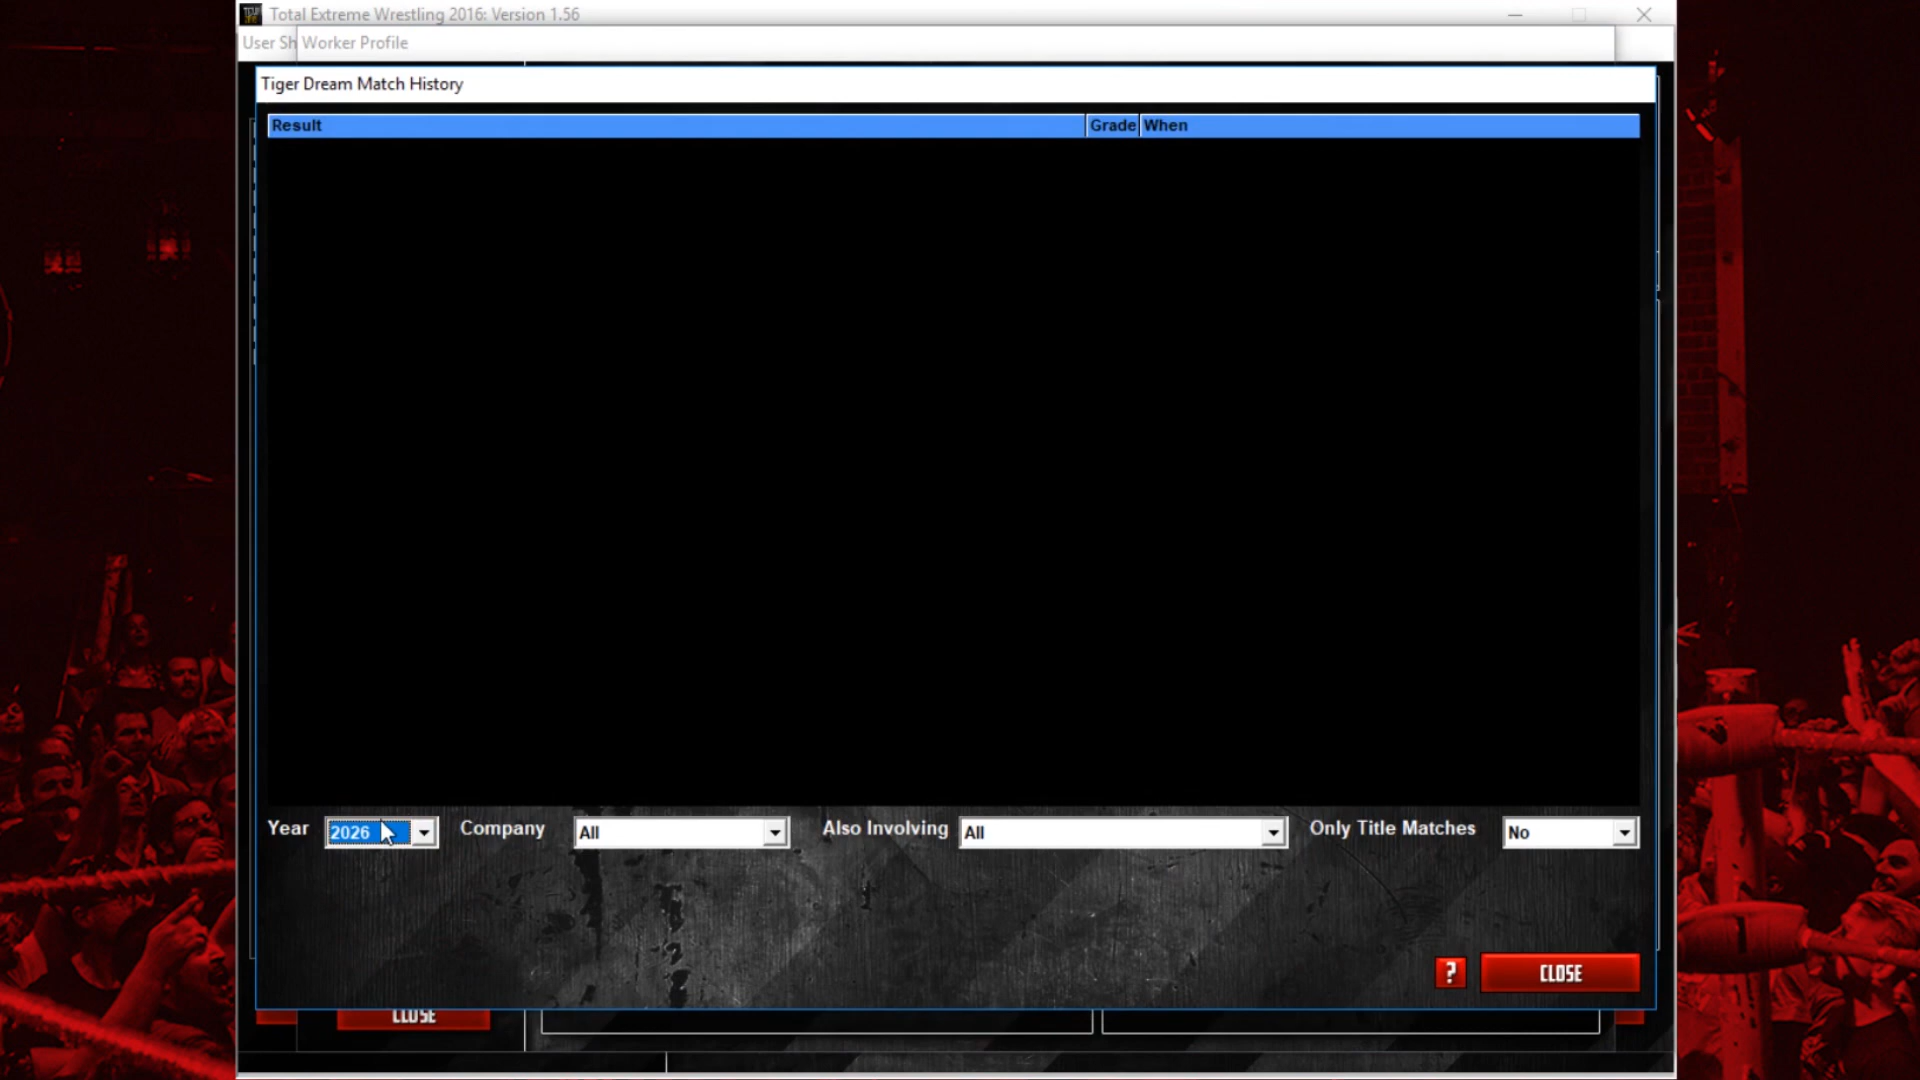 Total Extreme Wrestling 2016: Version 1.56
User Sh Worker Profile
Tiger Dream Match History
Result Grade When
Year 2026 Company All Also Involving All Only Title Matches No
? CLOSE
CLOSE